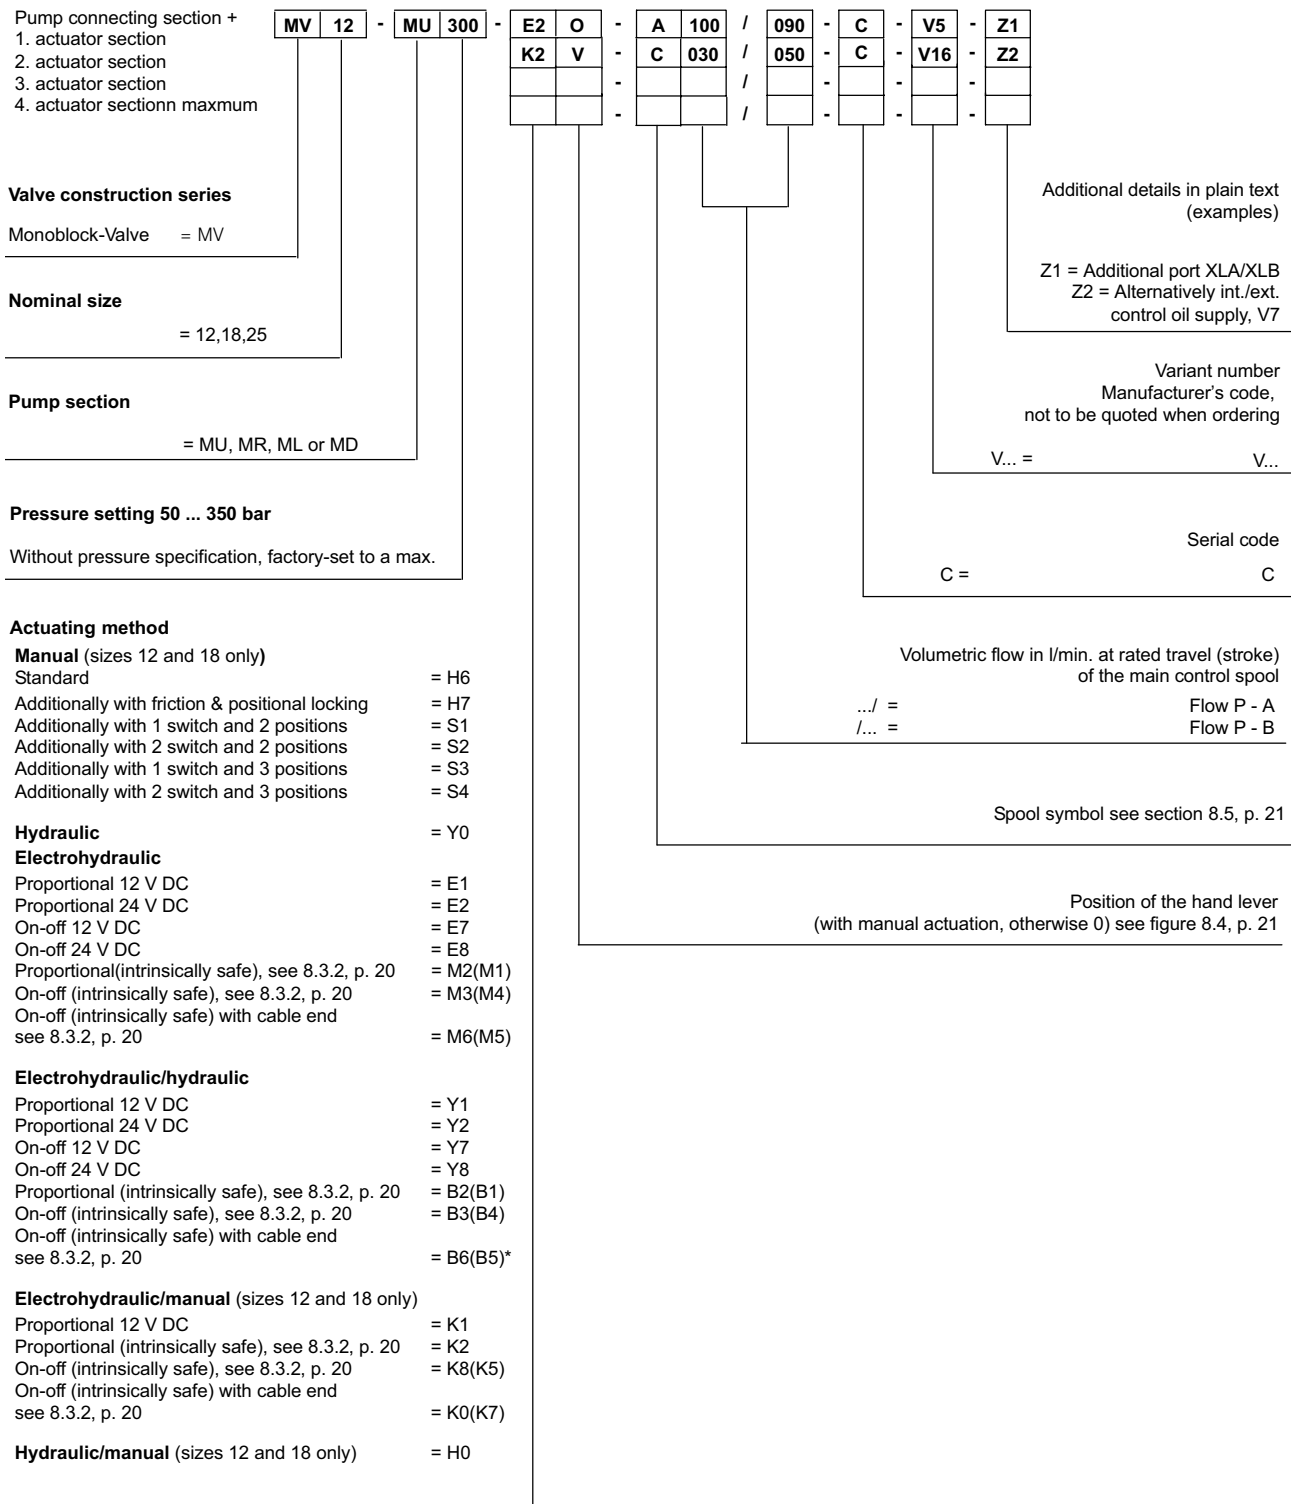 Pump connecting section +
1. actuator section
2. actuator section
3. actuator section
4. actuator sectionn maxmum
MV 12 - MU 300 - E2 O - A 100 / 090 - C - V5 - Z1
K2 V - C 030 / 050 - C - V16 - Z2
- / - - -
- / - - -
Valve construction series
Monoblock-Valve = MV
Nominal size
= 12,18,25
Pump section
= MU, MR, ML or MD
Pressure setting 50 ... 350 bar
Without pressure specification, factory-set to a max.
Actuating method
Manual (sizes 12 and 18 only)
Standard = H6
Additionally with friction & positional locking = H7
Additionally with 1 switch and 2 positions = S1
Additionally with 2 switch and 2 positions = S2
Additionally with 1 switch and 3 positions = S3
Additionally with 2 switch and 3 positions = S4
Hydraulic = Y0
Electrohydraulic
Proportional 12 V DC = E1
Proportional 24 V DC = E2
On-off 12 V DC = E7
On-off 24 V DC = E8
Proportional(intrinsically safe), see 8.3.2, p. 20 = M2(M1)
On-off (intrinsically safe), see 8.3.2, p. 20 = M3(M4)
On-off (intrinsically safe) with cable end
see 8.3.2, p. 20 = M6(M5)
Electrohydraulic/hydraulic
Proportional 12 V DC = Y1
Proportional 24 V DC = Y2
On-off 12 V DC = Y7
On-off 24 V DC = Y8
Proportional (intrinsically safe), see 8.3.2, p. 20 = B2(B1)
On-off (intrinsically safe), see 8.3.2, p. 20 = B3(B4)
On-off (intrinsically safe) with cable end
see 8.3.2, p. 20 = B6(B5)*
Electrohydraulic/manual (sizes 12 and 18 only)
Proportional 12 V DC = K1
Proportional (intrinsically safe), see 8.3.2, p. 20 = K2
On-off (intrinsically safe), see 8.3.2, p. 20 = K8(K5)
On-off (intrinsically safe) with cable end
see 8.3.2, p. 20 = K0(K7)
Hydraulic/manual (sizes 12 and 18 only) = H0
Additional details in plain text
(examples)
Z1 = Additional port XLA/XLB
Z2 = Alternatively int./ext.
control oil supply, V7
Variant number
Manufacturer's code,
not to be quoted when ordering
V... = V...
Serial code
C = C
Volumetric flow in l/min. at rated travel (stroke)
of the main control spool
.../ = Flow P - A
/... = Flow P - B
Spool symbol see section 8.5, p. 21
Position of the hand lever
(with manual actuation, otherwise 0) see figure 8.4, p. 21